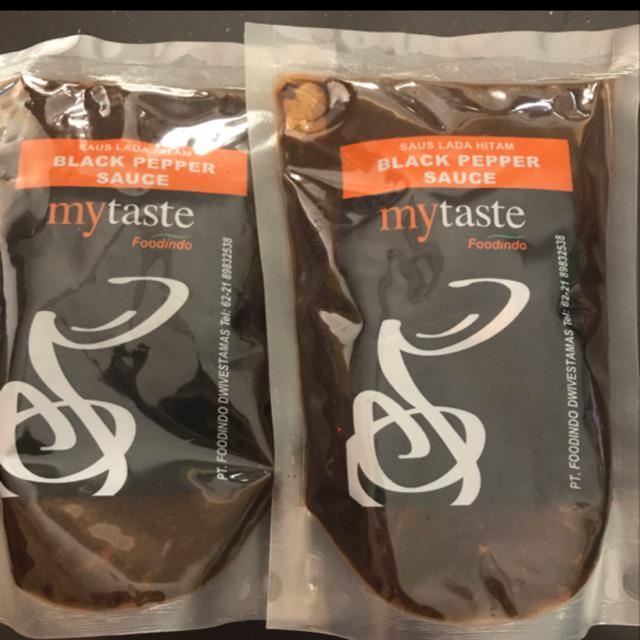 SAUS LADA HITAM
BLACK PEPPER
SAUCE
mytaste
Foodindo
PT. FOODINDO DWIVESTAMAS Tel: 62-21 89832538
SAUS LADA HITAM
BLACK PEPPER
SAUCE
mytaste
Foodindo
PT. FOODINDO DWIVESTAMAS Tel: 62-21 89832538